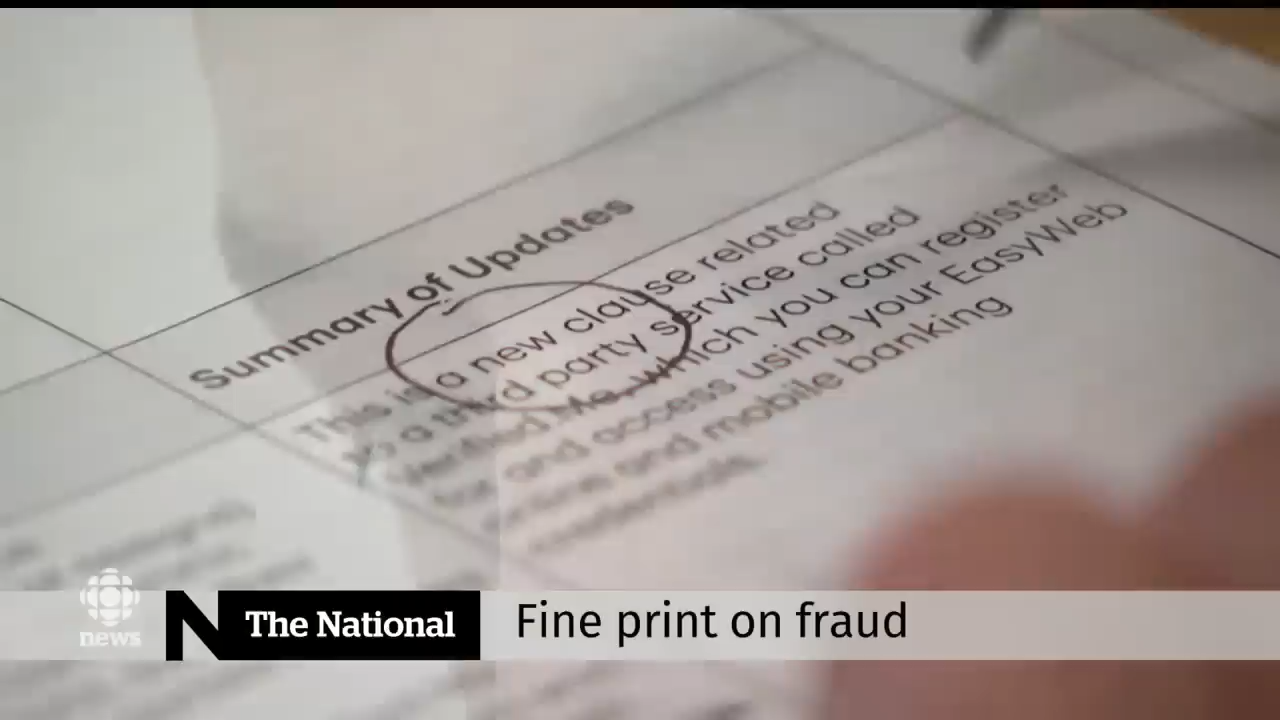 Summary of Updates
This is a new clause related
to a third party service called
Verified.Me, which you can register
for and access using your EasyWeb
online and mobile banking
credentials.
news
The National
Fine print on fraud